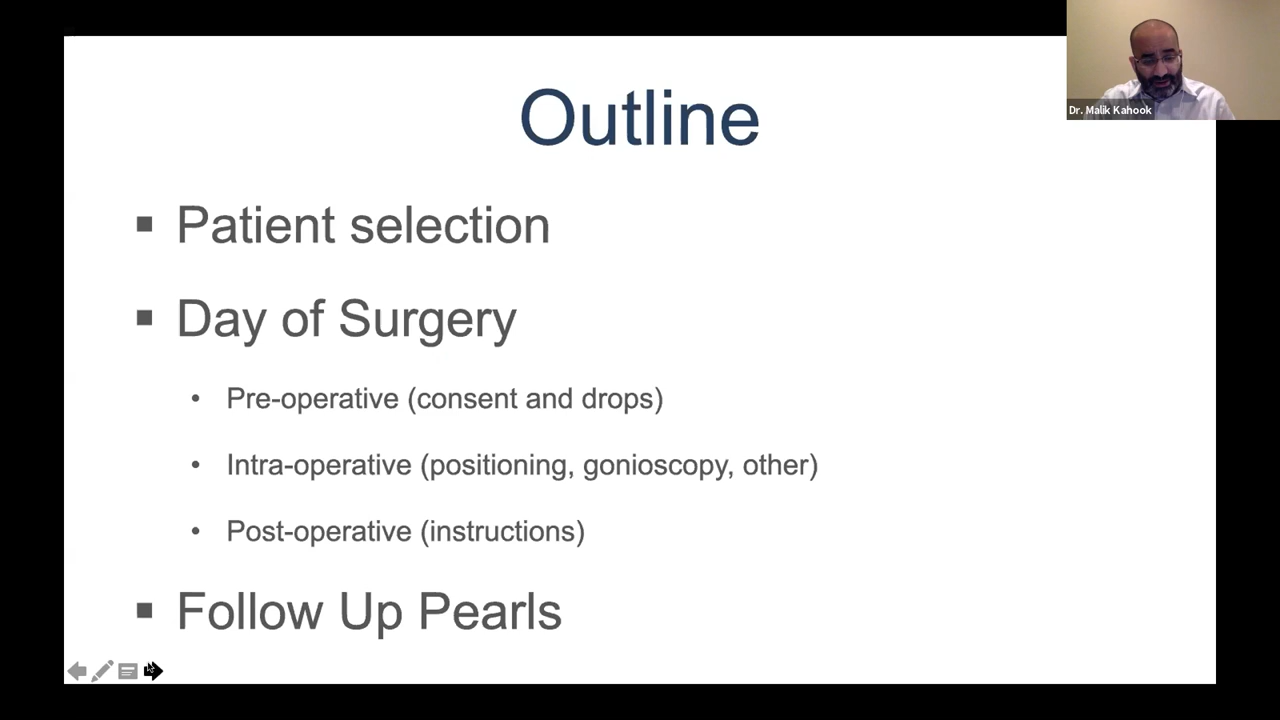 Outline
Dr. Malik Kahook
▪ Patient selection
▪ Day of Surgery
• Pre-operative (consent and drops)
• Intra-operative (positioning, gonioscopy, other)
• Post-operative (instructions)
▪ Follow Up Pearls